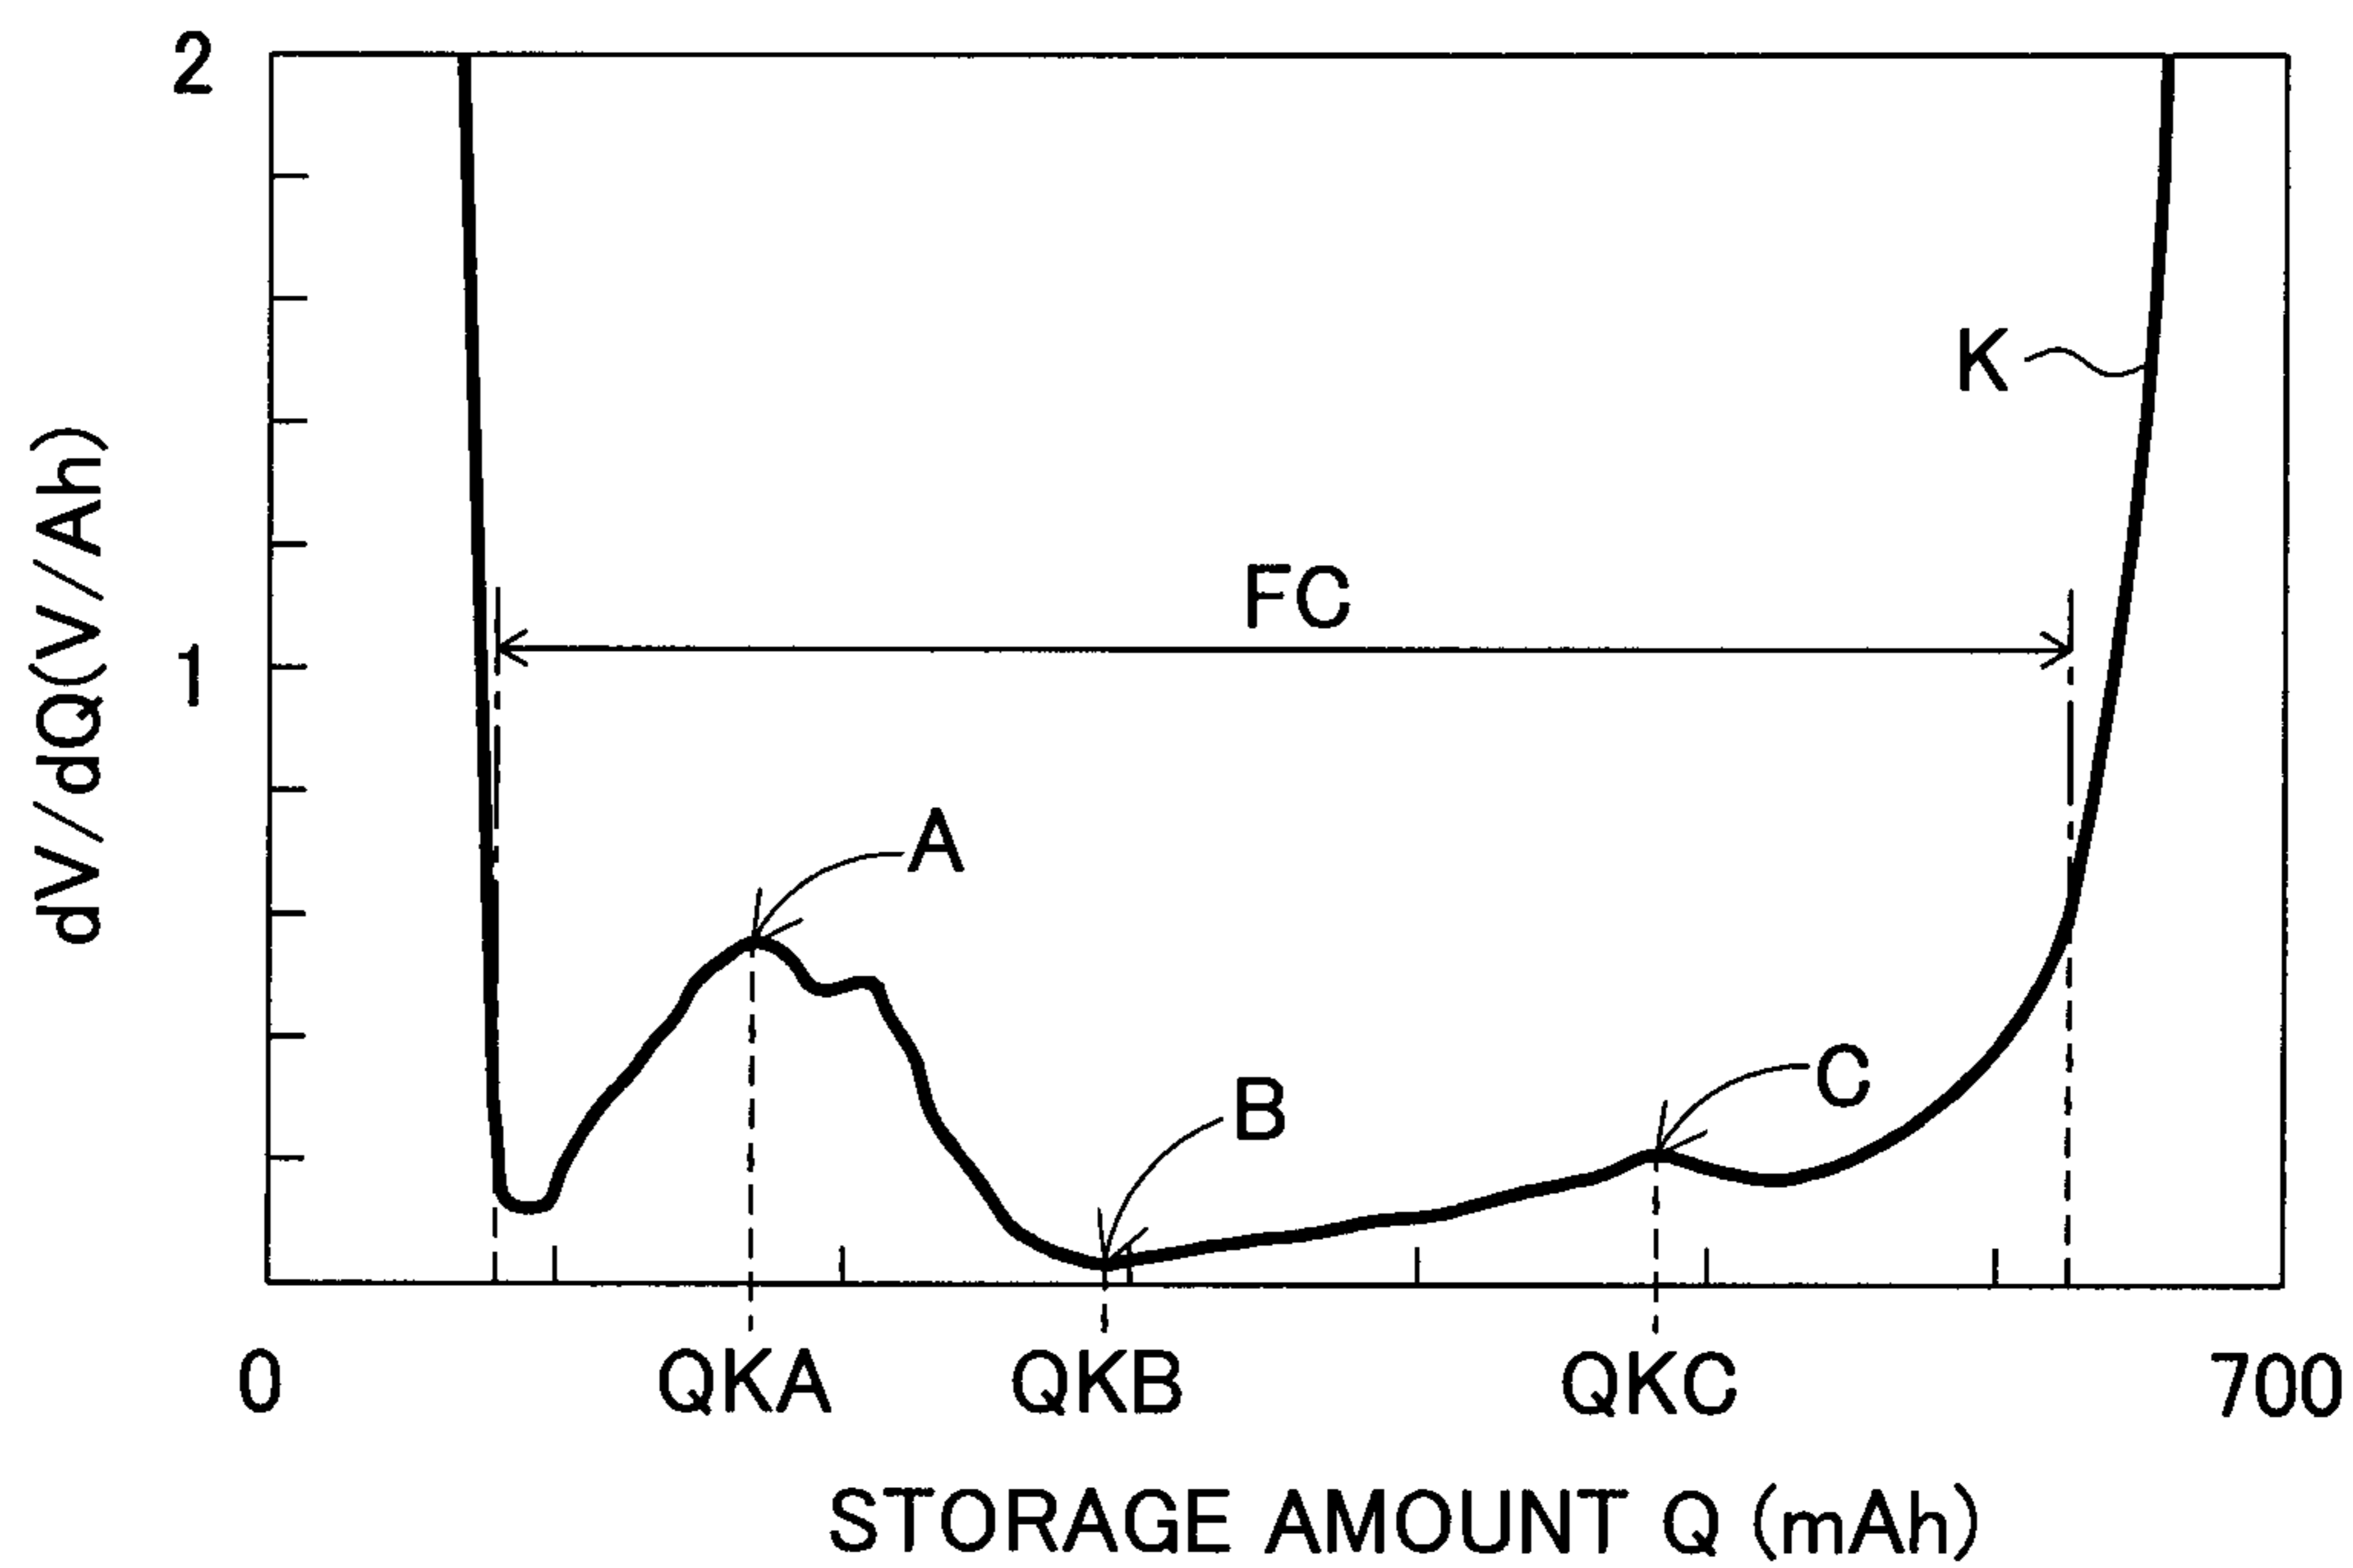 2
K
FC
1
dV//dQ(V//Ah)
A
B
C
0
QKA
QKB
QKC
700
STORAGE AMOUNT Q (mAh)